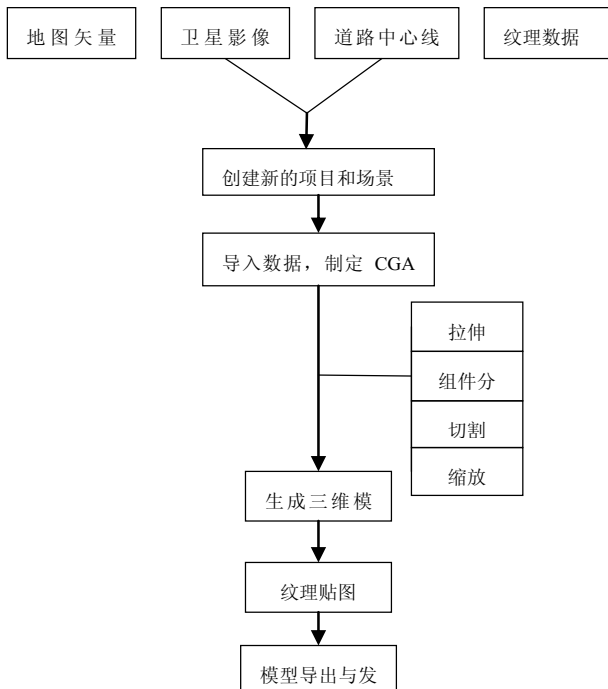 地图矢量
卫星影像
道路中心线
纹理数据
创建新的项目和场景
导入数据，制定 CGA
拉伸
组件分
切割
缩放
生成三维模
纹理贴图
模型导出与发